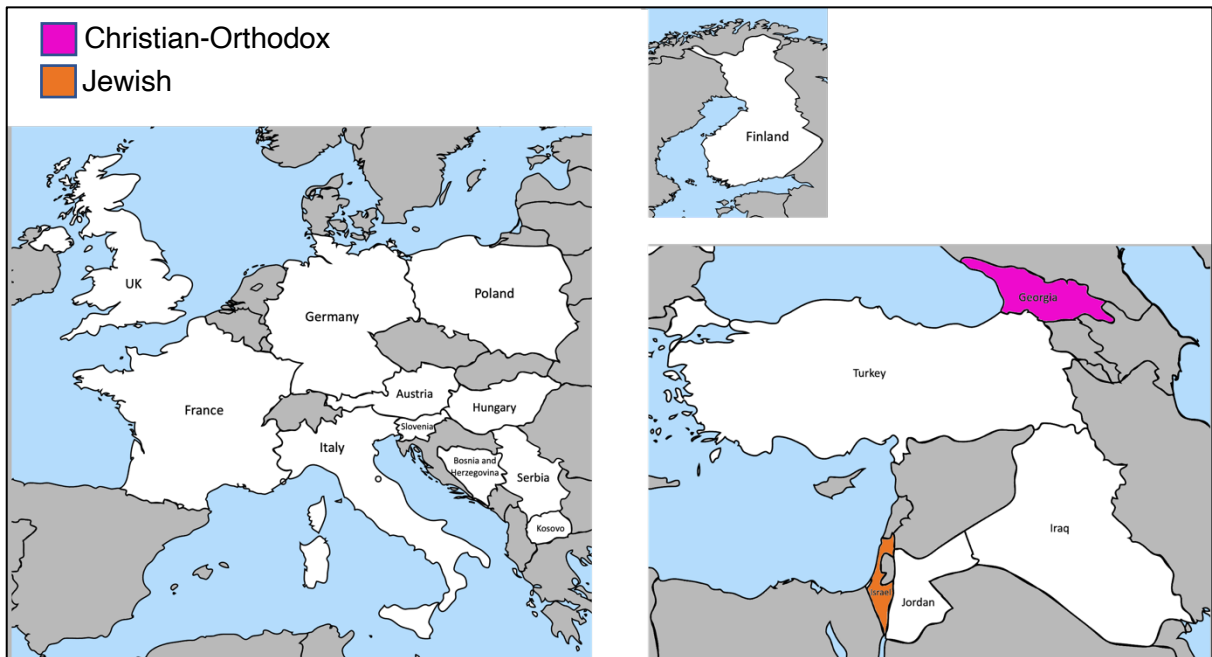 Christian-Orthodox
Jewish
Finland
UK
Poland
Germany
France
Austria
Hungary
Slovenia
Italy
Bosnia and
Herzegovina
Serbia
Kosovo
Georgia
Turkey
Iraq
Israel
Jordan